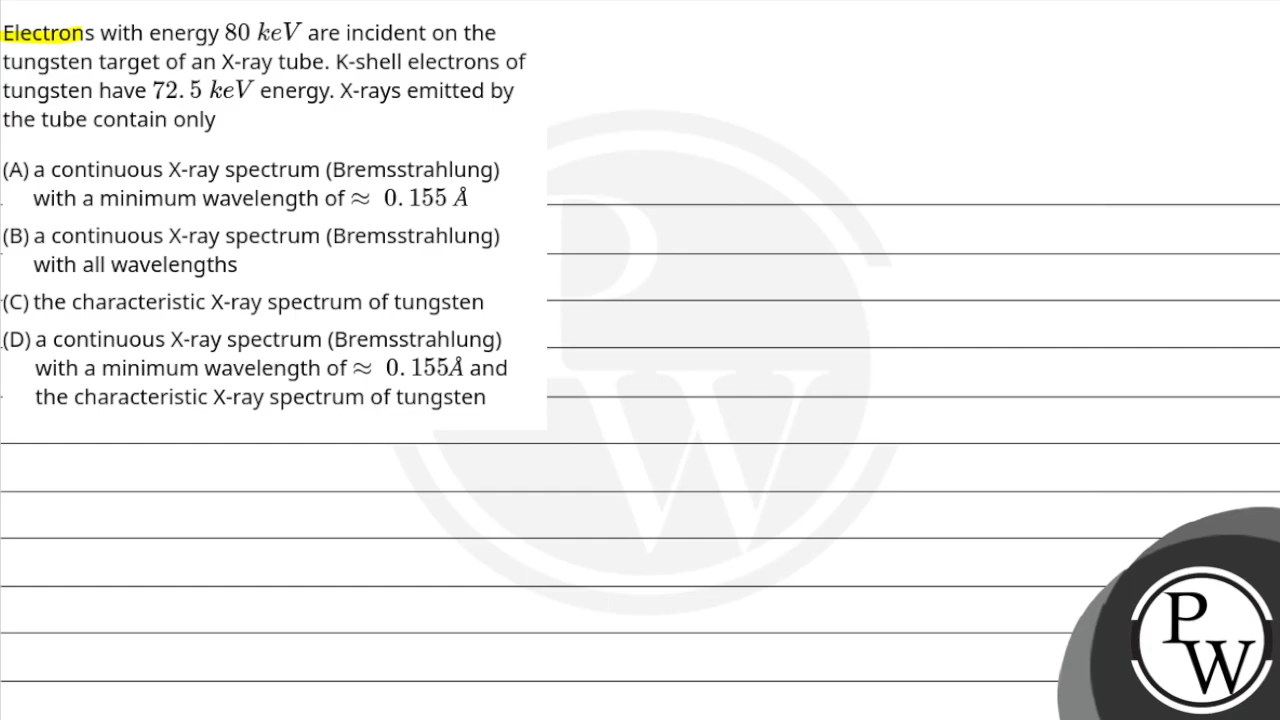 Electrons with energy 80 keV are incident on the
tungsten target of an X-ray tube. K-shell electrons of
tungsten have 72. 5 keV energy. X-rays emitted by
the tube contain only
(A) a continuous X-ray spectrum (Bremsstrahlung)
with a minimum wavelength of ≈ 0. 155 Å
(B) a continuous X-ray spectrum (Bremsstrahlung)
with all wavelengths
(C) the characteristic X-ray spectrum of tungsten
(D) a continuous X-ray spectrum (Bremsstrahlung)
with a minimum wavelength of ≈ 0. 155Å and
the characteristic X-ray spectrum of tungsten
PW
PW